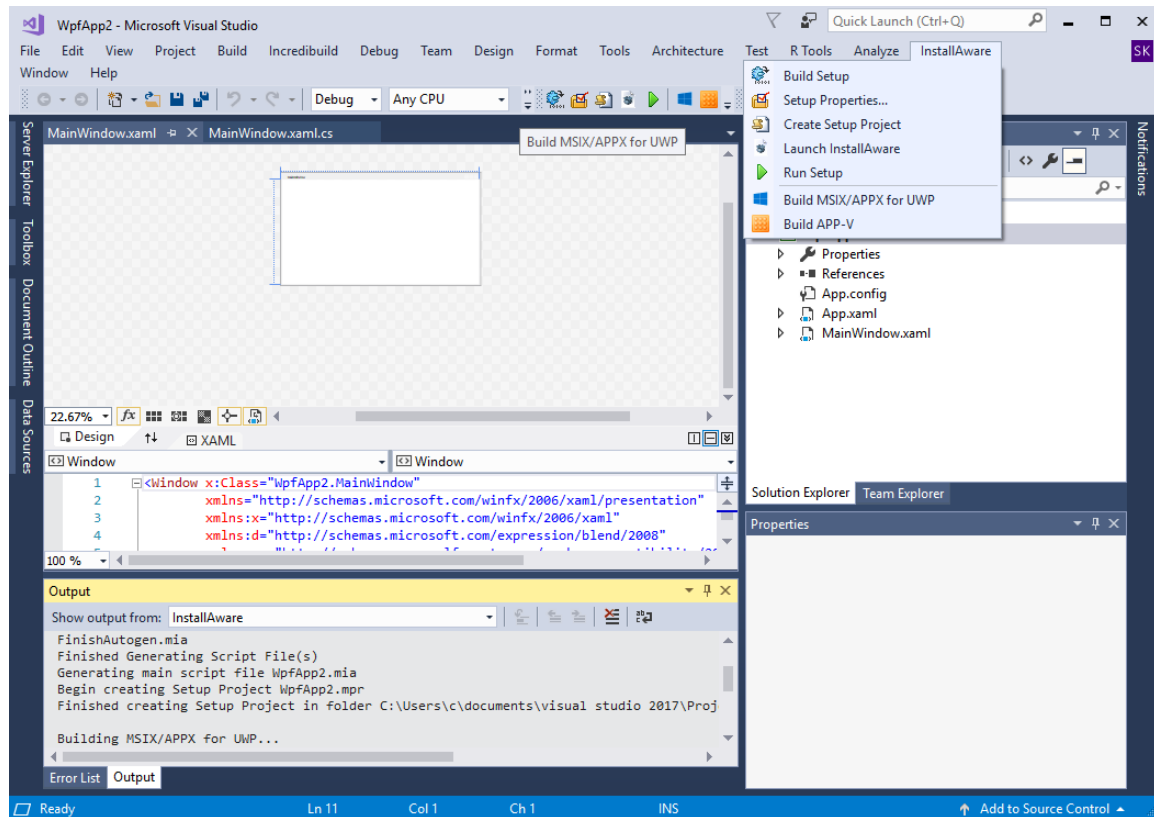 WpfApp2 - Microsoft Visual Studio
Quick Launch (Ctrl+Q)
File Edit View Project Build Incredibuild Debug Team Design Format Tools Architecture Test R Tools Analyze InstallAware
SK
Window Help
Debug
Any CPU
Build Setup
Setup Properties...
Create Setup Project
Launch InstallAware
Run Setup
Build MSIX/APPX for UWP
Build APP-V
Build MSIX/APPX for UWP
Server Explorer
Toolbox
Document Outline
Data Sources
MainWindow.xaml
MainWindow.xaml.cs
Notifications
Properties
References
App.config
App.xaml
MainWindow.xaml
22.67%
fx
Design
XAML
Window
Window
1 <Window x:Class="WpfApp2.MainWindow"
2 xmlns="http://schemas.microsoft.com/winfx/2006/xaml/presentation"
3 xmlns:x="http://schemas.microsoft.com/winfx/2006/xaml"
4 xmlns:d="http://schemas.microsoft.com/expression/blend/2008"
100 %
Solution Explorer
Team Explorer
Properties
Output
Show output from: InstallAware
FinishAutogen.mia
Finished Generating Script File(s)
Generating main script file WpfApp2.mia
Begin creating Setup Project WpfApp2.mpr
Finished creating Setup Project in folder C:\Users\c\documents\visual studio 2017\Proj
Building MSIX/APPX for UWP...
Error List
Output
Ready
Ln 11
Col 1
Ch 1
INS
Add to Source Control